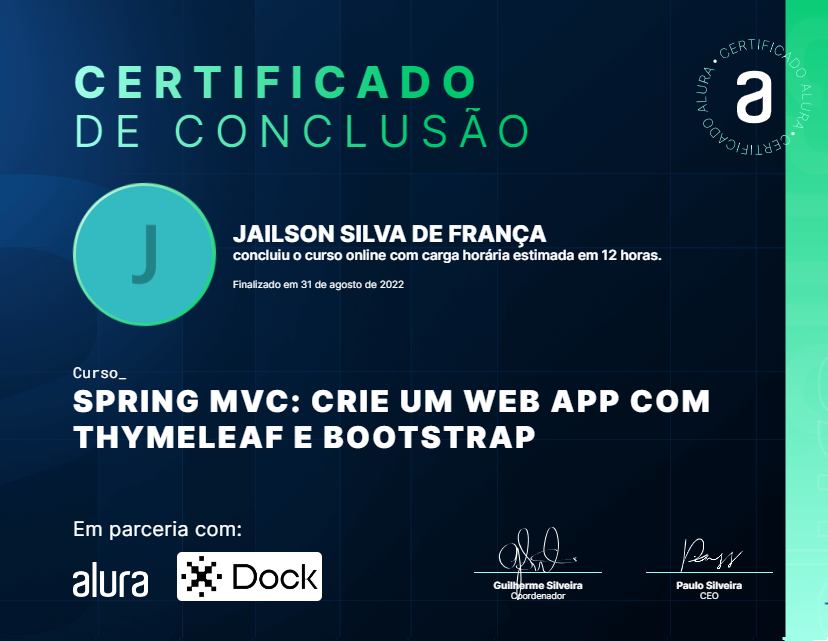 CERTIFICADO
DE CONCLUSÃO
CERTIFICADO ALURA • CERTIFICADO ALURA •
a
J
JAILSON SILVA DE FRANÇA
concluiu o curso online com carga horária estimada em 12 horas.
Finalizado em 31 de agosto de 2022
Curso_
SPRING MVC: CRIE UM WEB APP COM
THYMELEAF E BOOTSTRAP
Em parceria com:
alura
Dock
Guilherme Silveira
Coordenador
Paulo Silveira
CEO